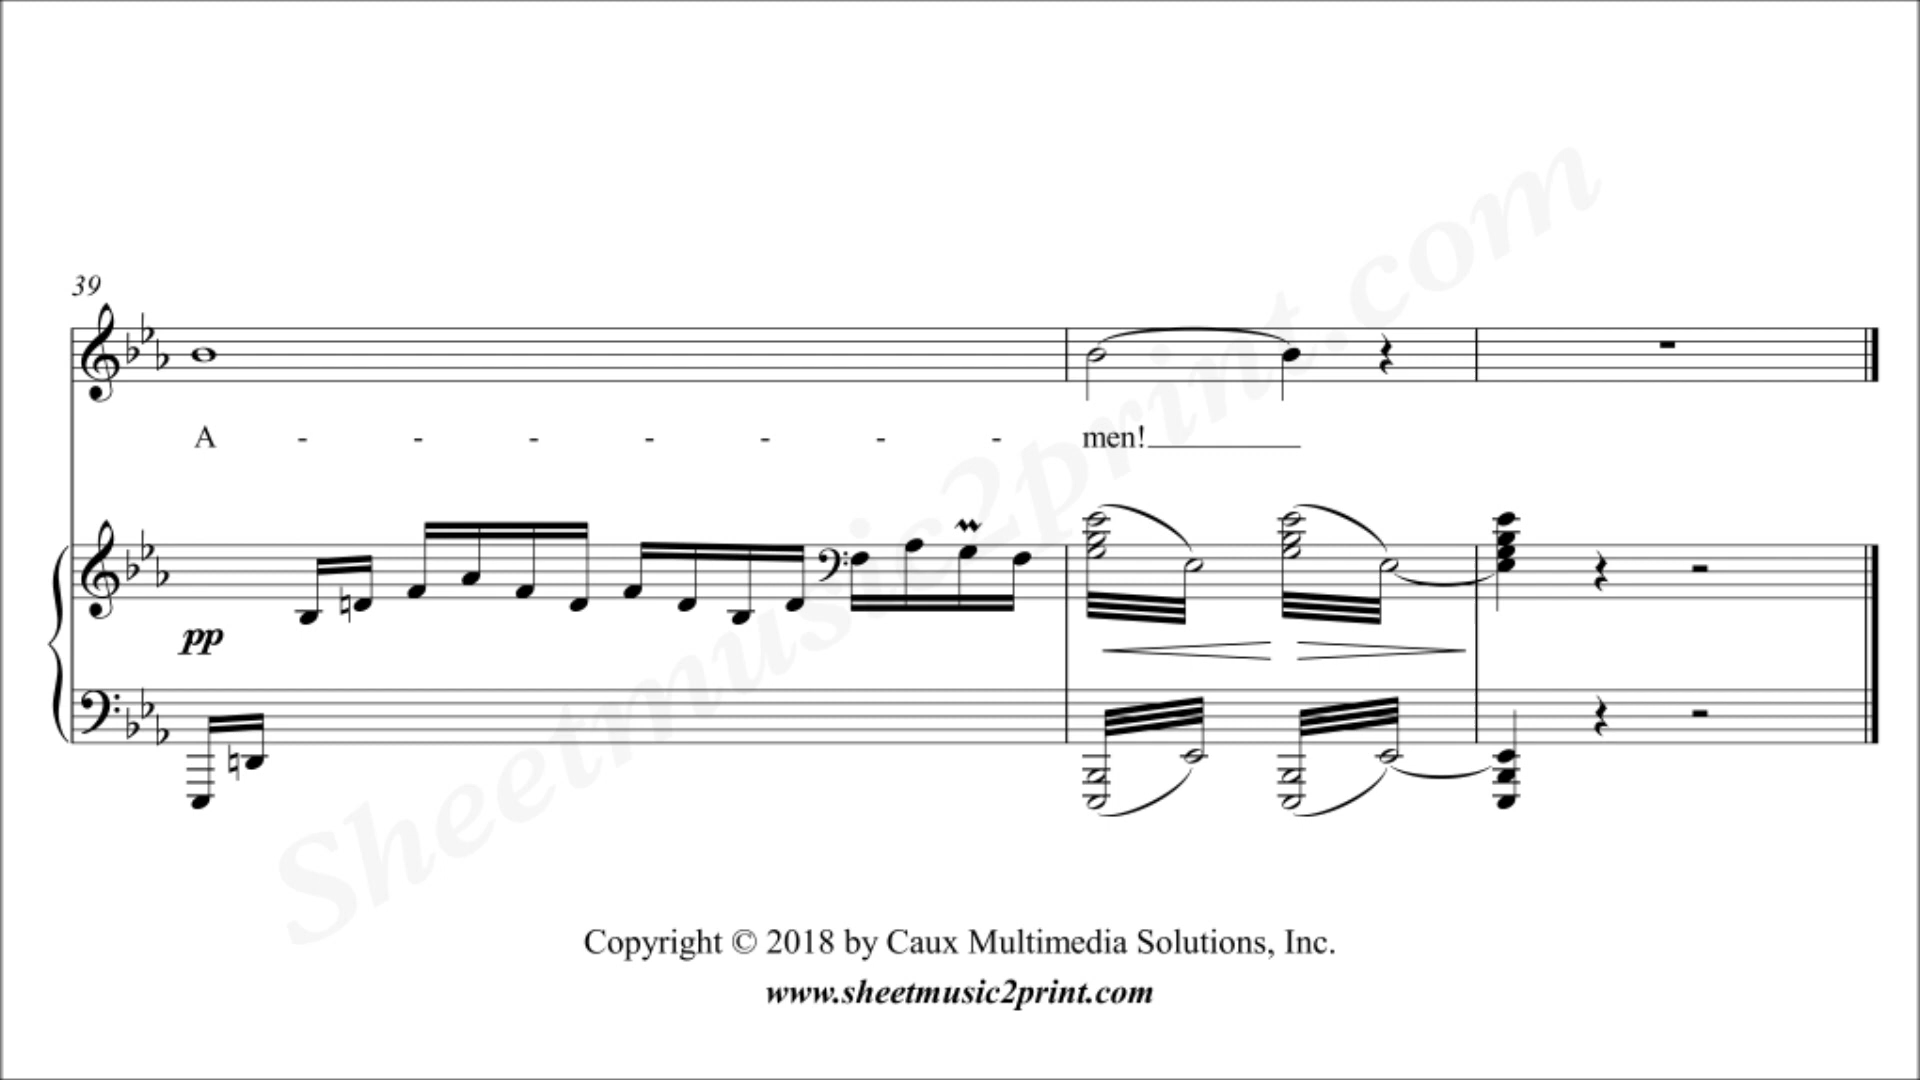 39
A - - - - - - - men!
pp
Sheetmusic2print.com
Copyright © 2018 by Caux Multimedia Solutions, Inc.
www.sheetmusic2print.com